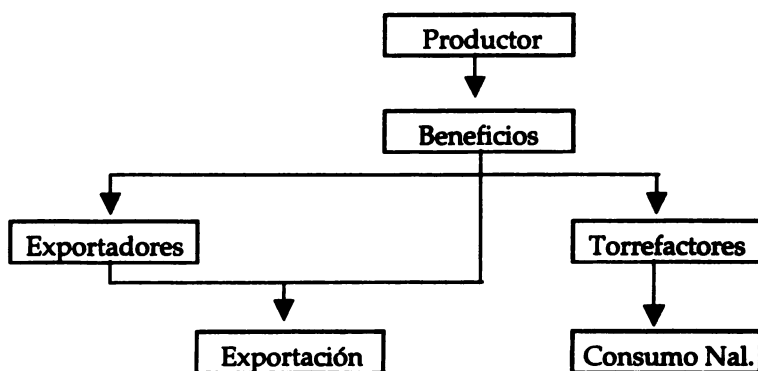 Productor
Beneficios
Exportadores
Torrefactores
Exportación
Consumo Nal.